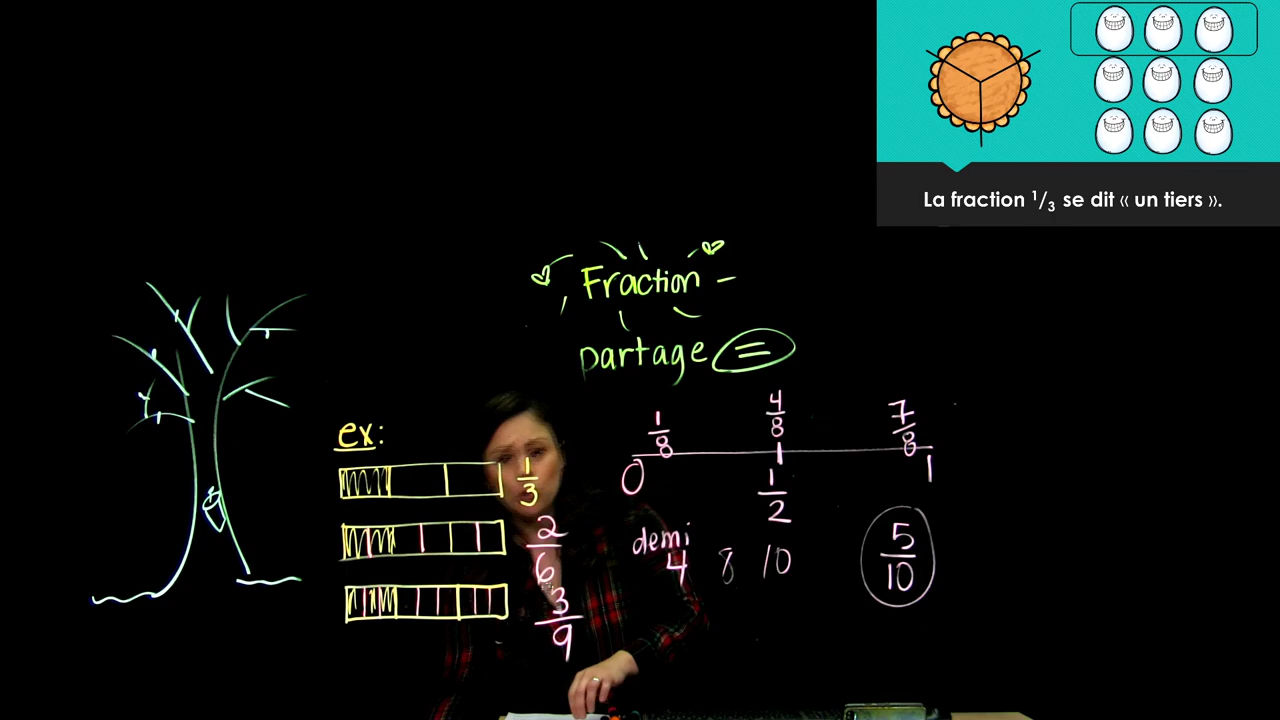 La fraction 1/3 se dit « un tiers ».
Fraction
partage =
ex:
1/3
2/6
3/9
1/8 4/8 7/8
0 1/2 1
demi
4 8 10
5/10